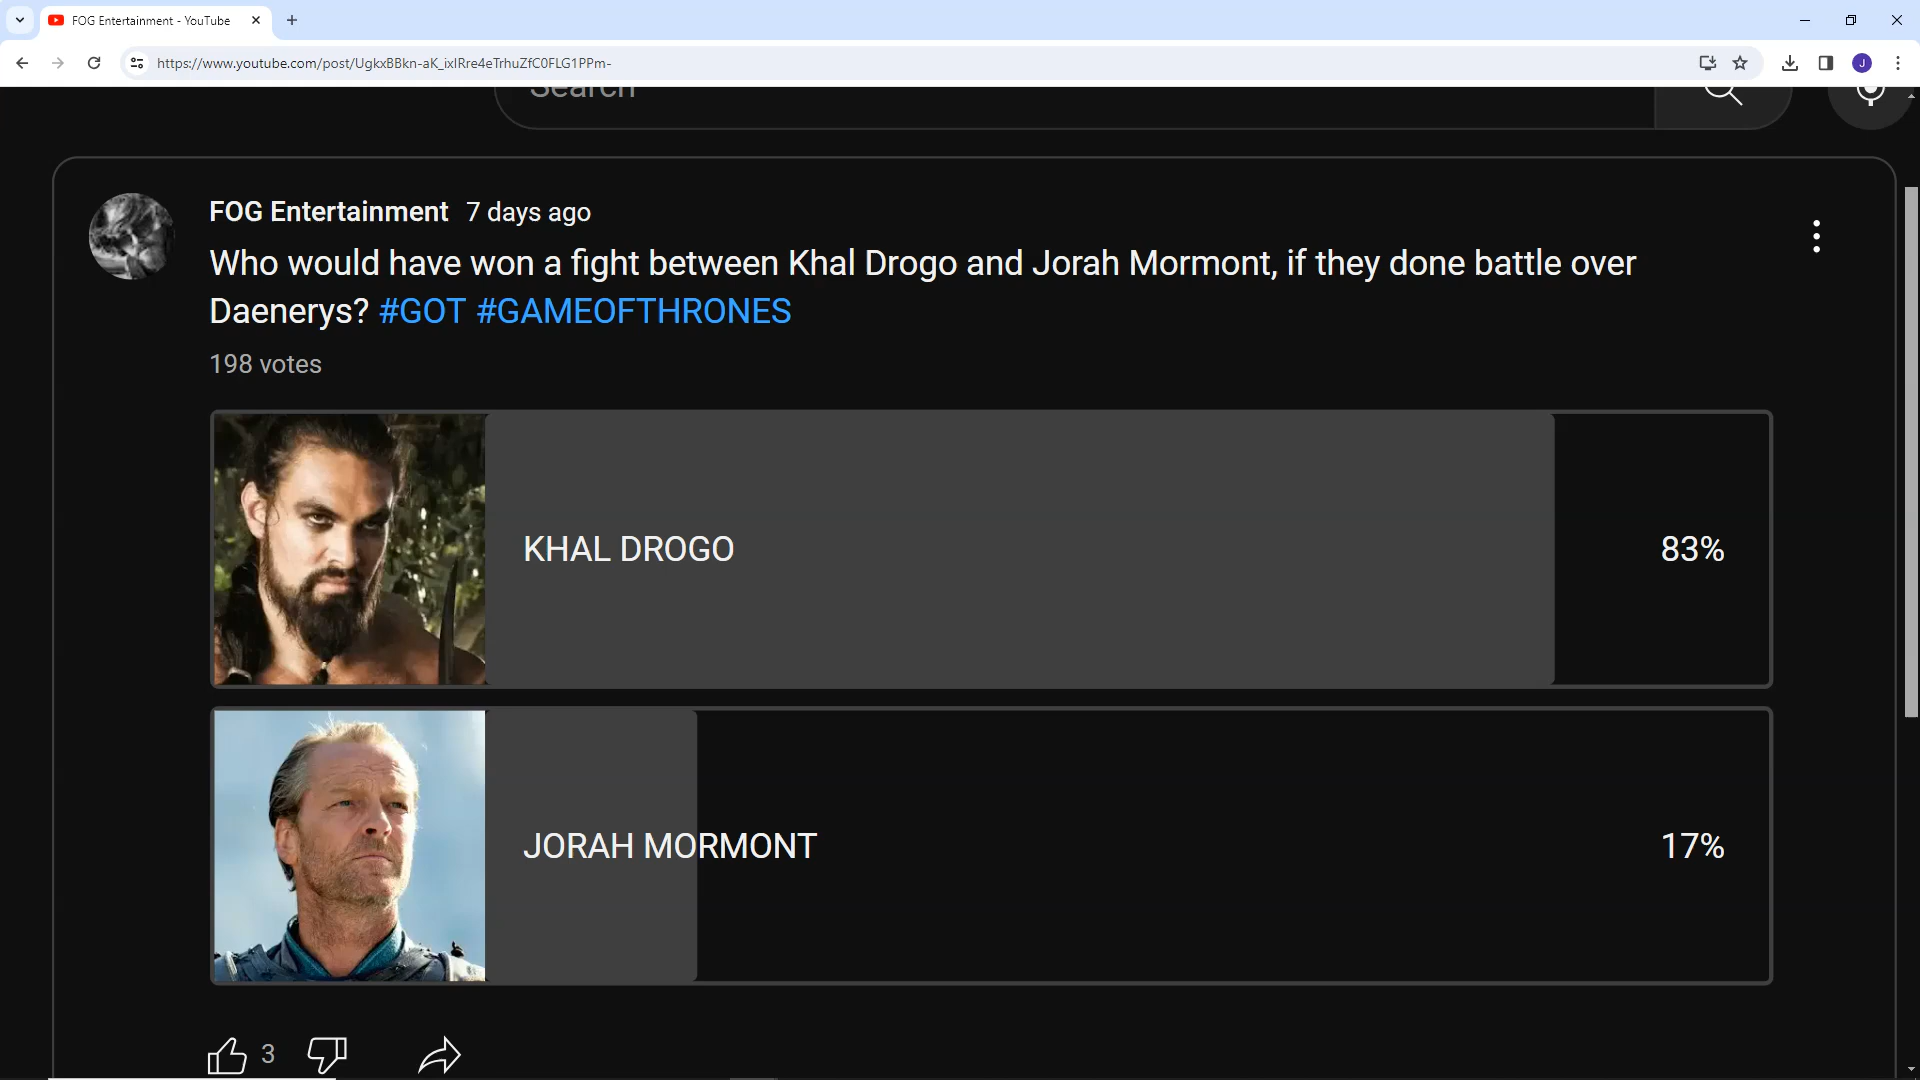 FOG Entertainment - YouTube
https://www.youtube.com/post/UgkxBBkn-aK_ixIRre4eTrhuZfC0FLG1PPm-
J
Search
FOG Entertainment 7 days ago
Who would have won a fight between Khal Drogo and Jorah Mormont, if they done battle over
Daenerys? #GOT #GAMEOFTHRONES
198 votes
KHAL DROGO 83%
JORAH MORMONT 17%
3